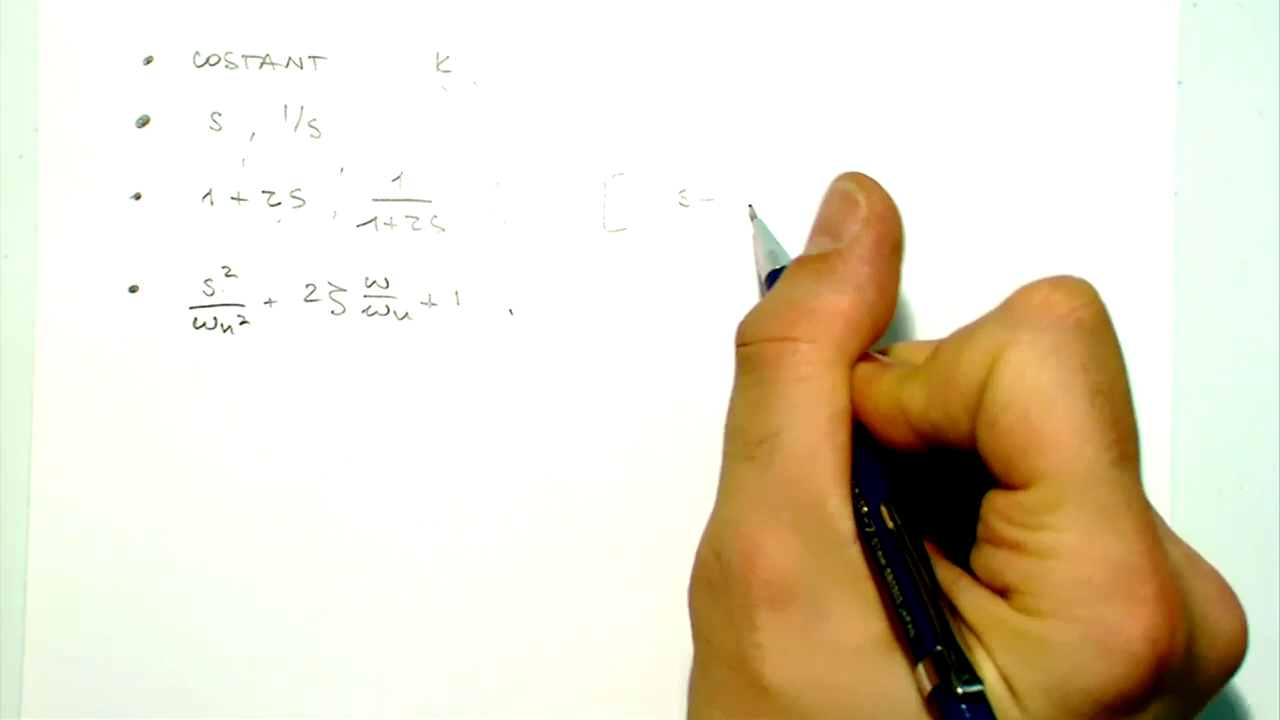 • COSTANT K
• s , 1/s
• 1 + τs , 1/(1+τs) [ s -
• s²/ωn² + 2ζ ω/ωn + 1 .